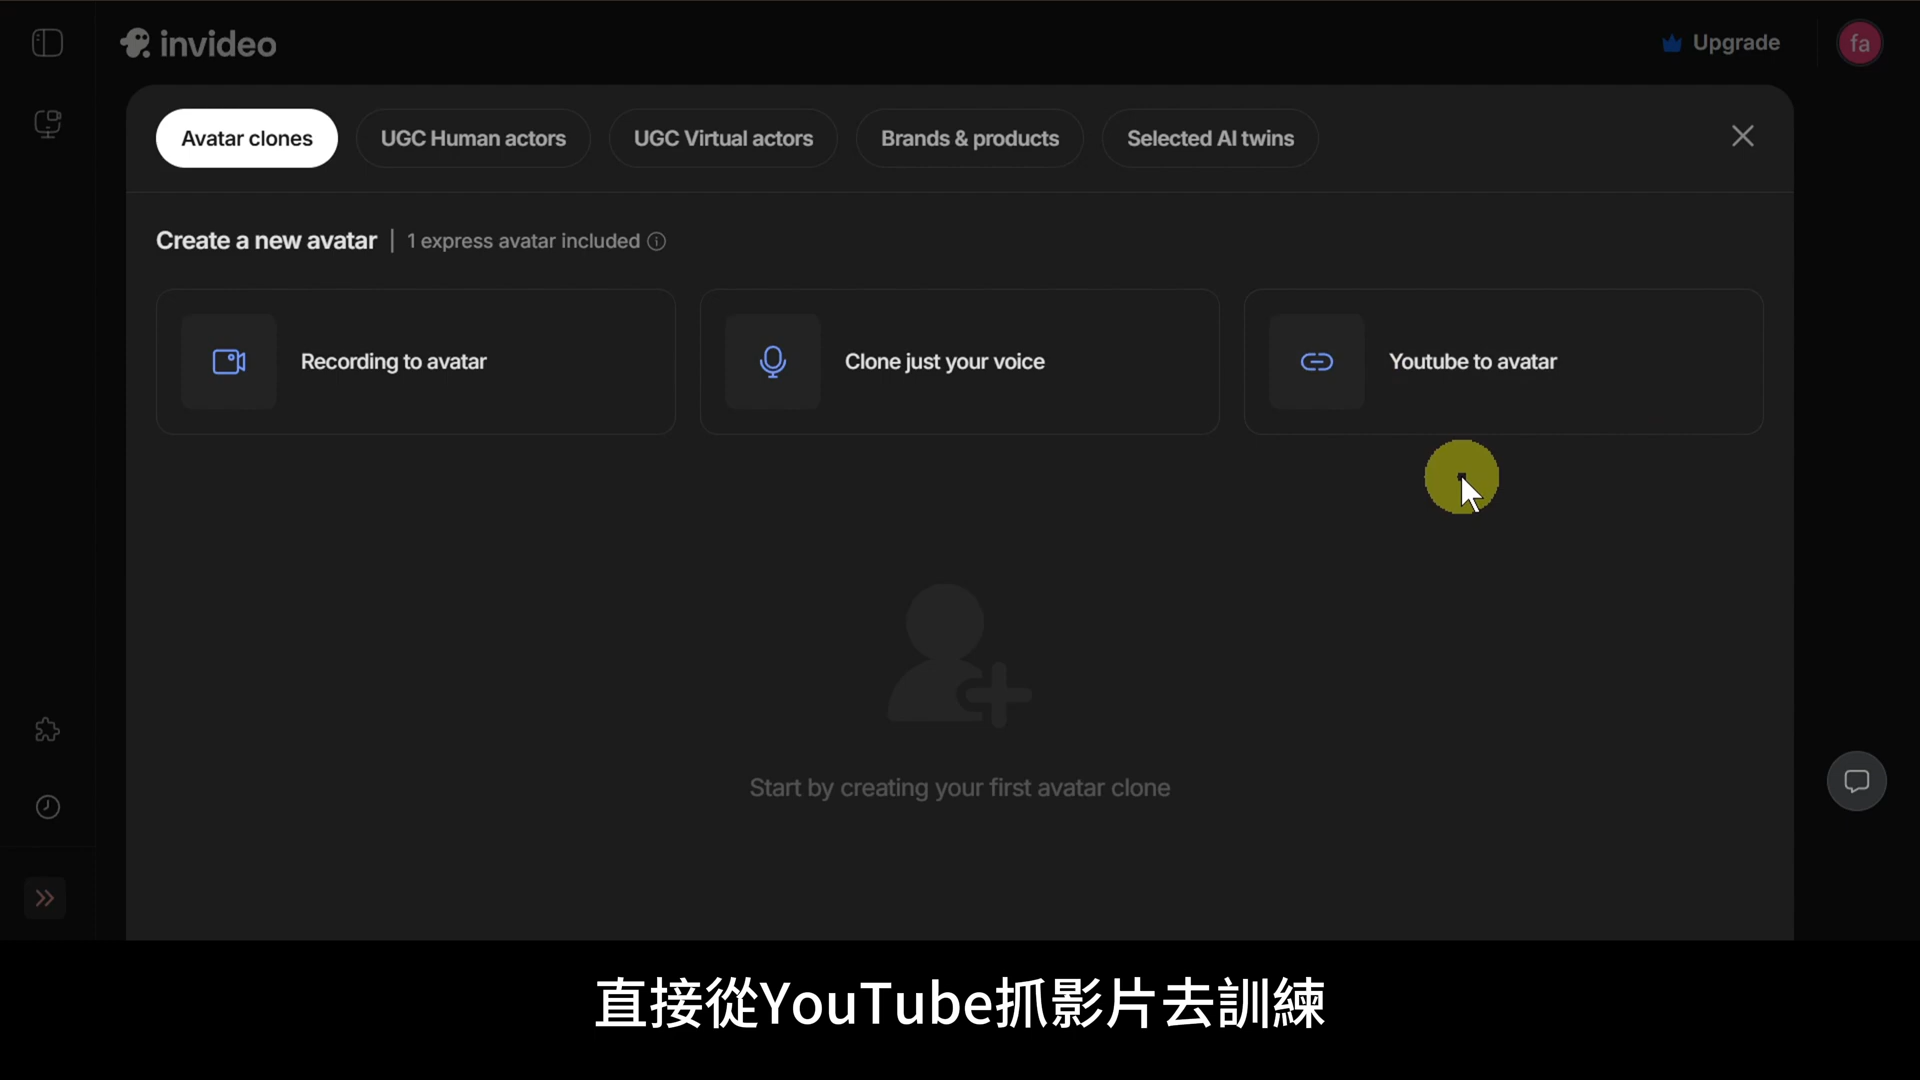 invideo
Upgrade
fa
Avatar clones
UGC Human actors
UGC Virtual actors
Brands & products
Selected AI twins
Create a new avatar | 1 express avatar included
Recording to avatar
Clone just your voice
Youtube to avatar
Start by creating your first avatar clone
直接從YouTube抓影片去訓練